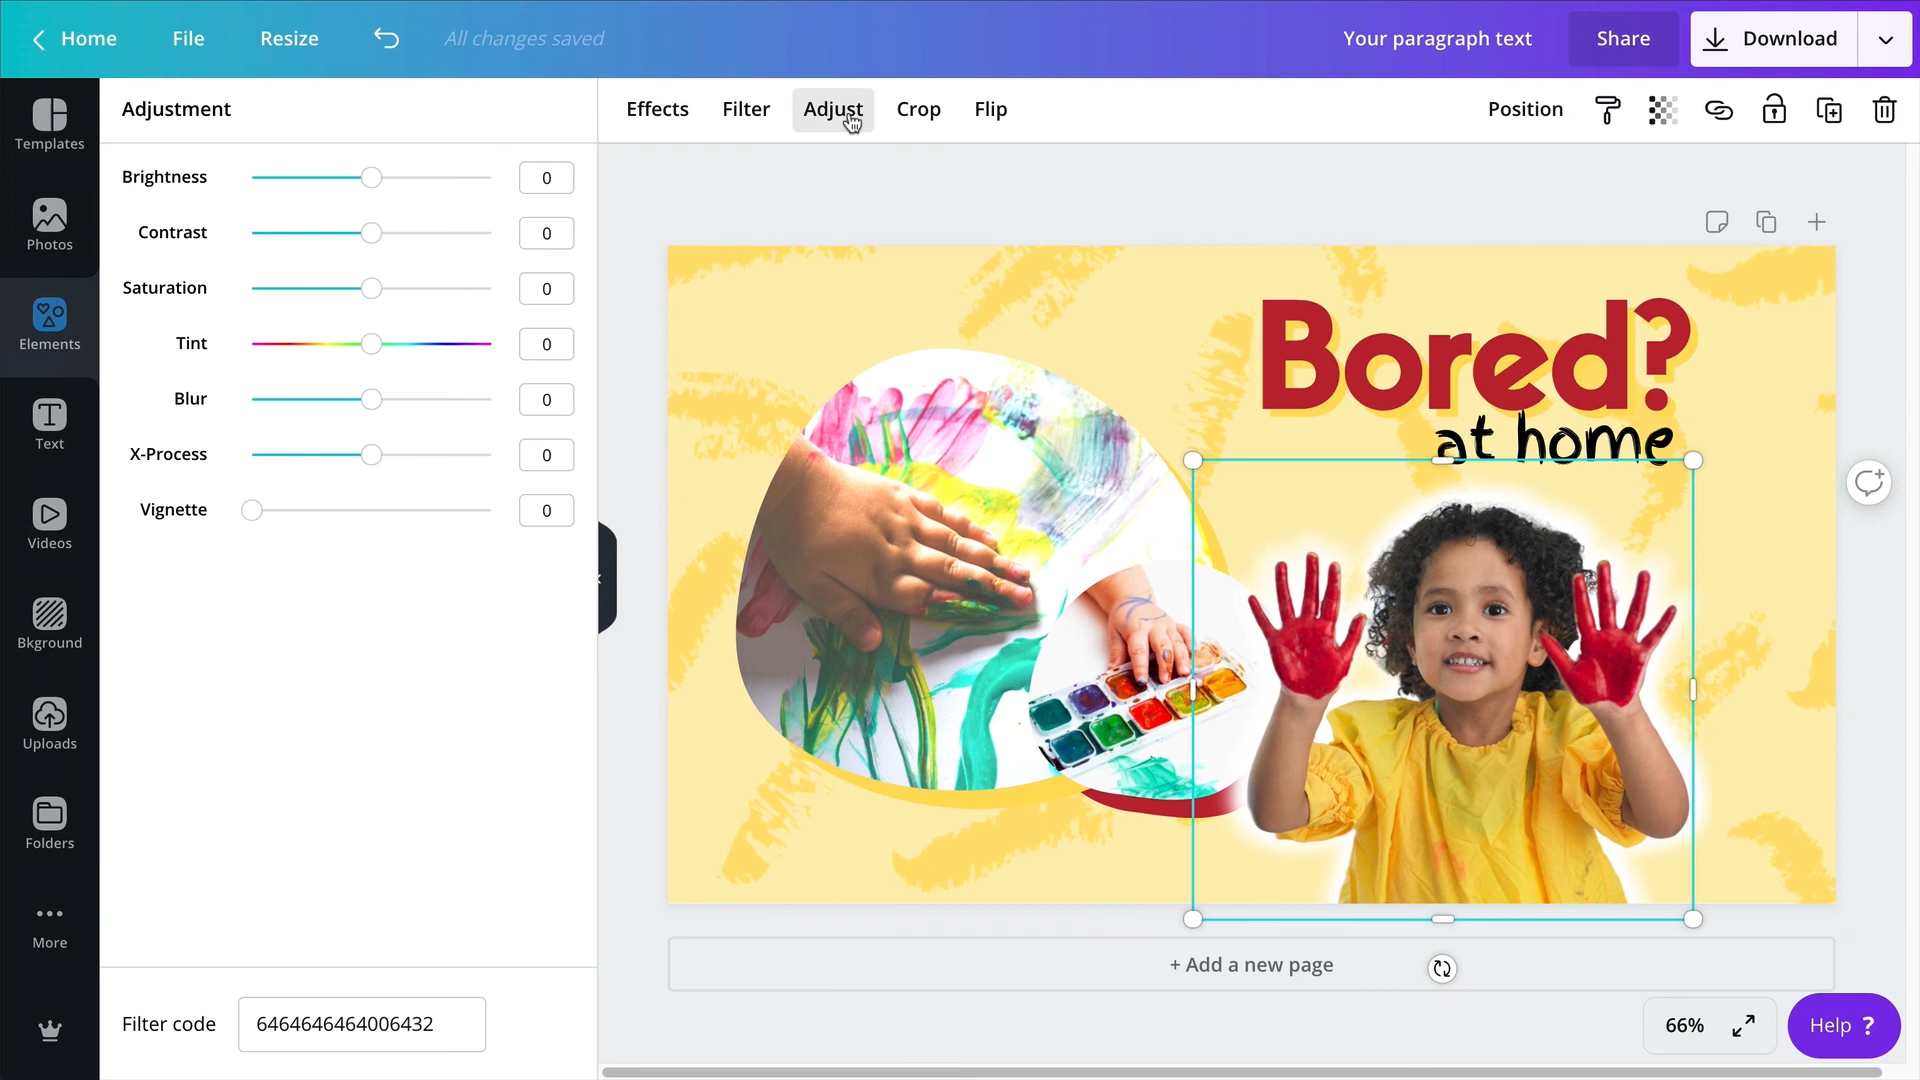 Home File Resize All changes saved Your paragraph text Share Download
Templates
Photos
Elements
Text
Videos
Bkground
Uploads
Folders
More
Adjustment
Brightness 0
Contrast 0
Saturation 0
Tint 0
Blur 0
X-Process 0
Vignette 0
Filter code 6464646464006432
Effects Filter Adjust Crop Flip Position
Bored?
at home
+ Add a new page
66%
Help ?